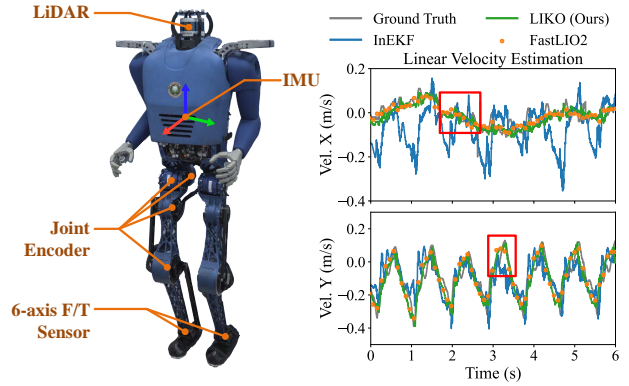 LiDAR
IMU
Joint
Encoder
6-axis F/T
Sensor
Ground Truth
LIKO (Ours)
InEKF
FastLIO2
Linear Velocity Estimation
Vel. X (m/s)
0.2
0.0
−0.2
−0.4
Vel. Y (m/s)
0.2
0.0
−0.2
−0.4
0 1 2 3 4 5 6
Time (s)